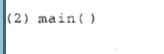 (2) main( )